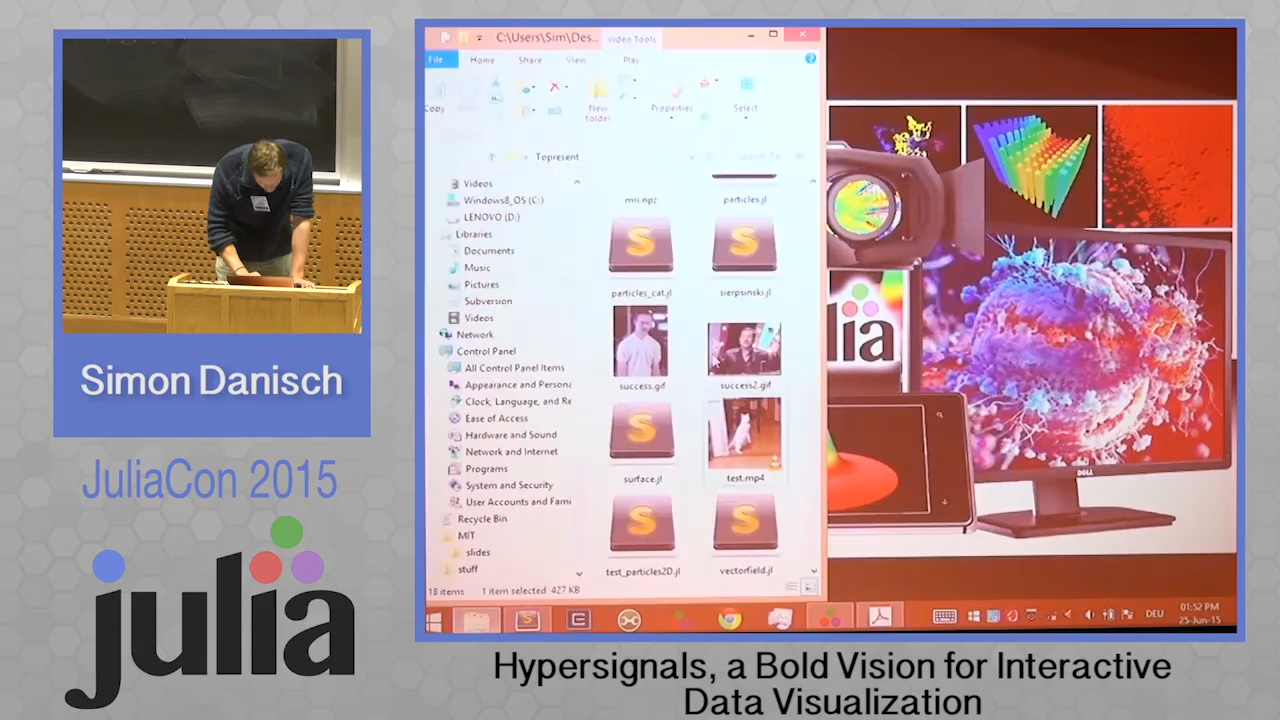 C:\Users\Sim\Des...
Video Tools
File
Home
Share
View
Play
Copy
New
folder
Properties
Select
Topresent
Videos
Windows8_OS (C:)
LENOVO (D:)
Libraries
Documents
Music
Pictures
Subversion
Videos
Network
Control Panel
All Control Panel Items
Appearance and Persona
Clock, Language, and Re
Ease of Access
Hardware and Sound
Network and Internet
Programs
System and Security
User Accounts and Fami
Recycle Bin
MIT
slides
stuff
mri.npz
particles.jl
particles_cat.jl
sierpsinski.jl
success.gif
success2.gif
surface.jl
test.mp4
test_particles2D.jl
vectorfield.jl
18 items
1 item selected 427 KB
lia
DELL
DEU
01:52 PM
25-Jun-15
Simon Danisch
JuliaCon 2015
julia
Hypersignals, a Bold Vision for Interactive
Data Visualization